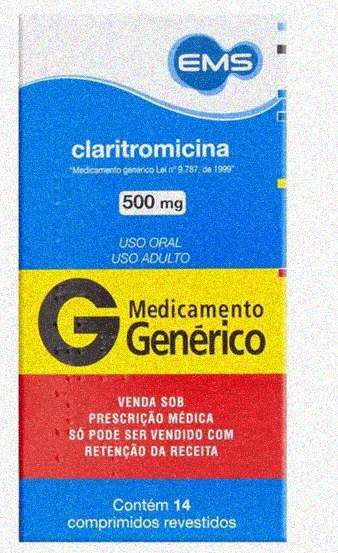 EMS
claritromicina
"Medicamento genérico Lei nº 9.787, de 1999"
500 mg
USO ORAL
USO ADULTO
G Medicamento
Genérico
VENDA SOB
PRESCRIÇÃO MÉDICA
SÓ PODE SER VENDIDO COM
RETENÇÃO DA RECEITA
Contém 14
comprimidos revestidos